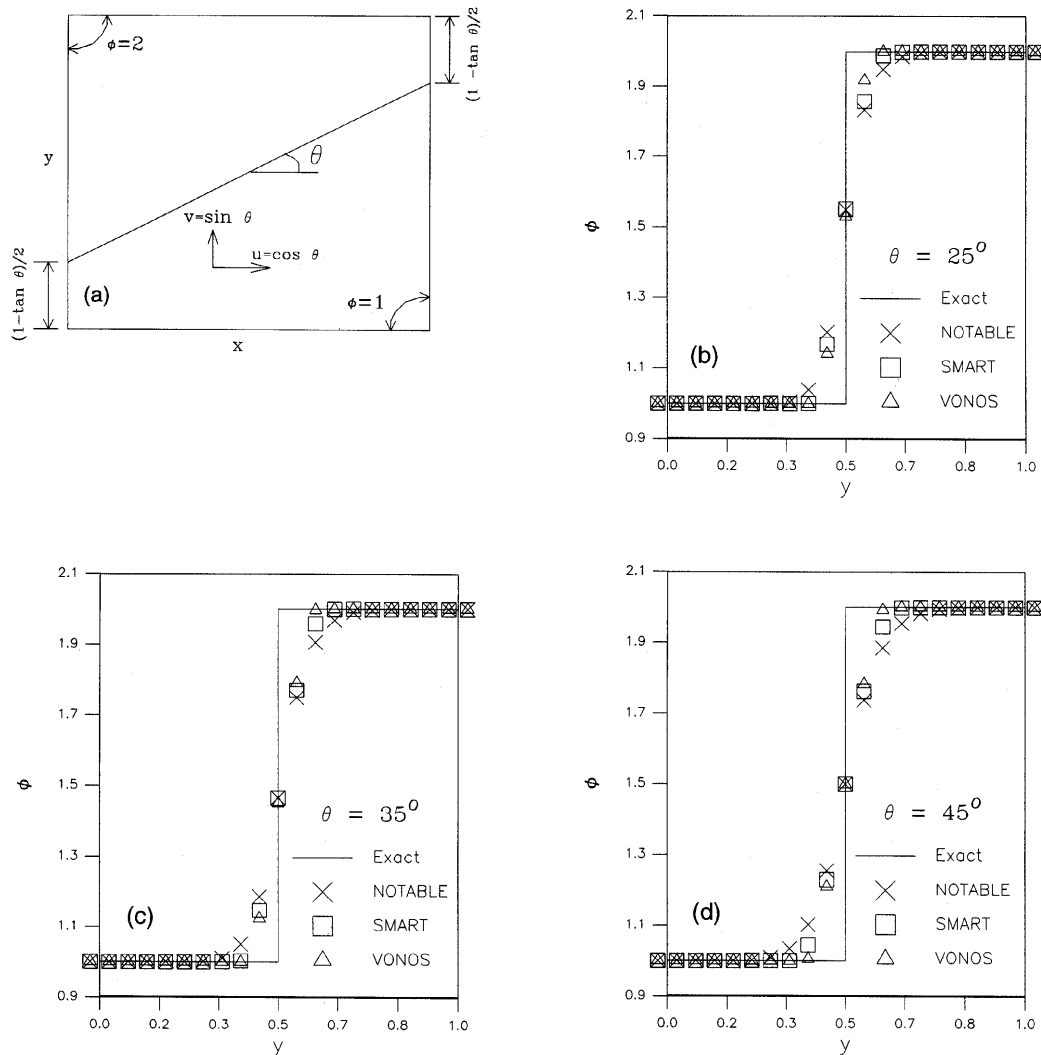 (a)
ϕ=2
(1 -tan θ)/2
y
θ
v=sin θ
u=cos θ
(1-tan θ)/2
ϕ=1
x
2.1
1.9
1.7
1.5
1.3
1.1
0.9
ϕ
(b)
θ = 25°
Exact
NOTABLE
SMART
VONOS
0.0 0.2 0.3 0.5 0.7 0.8 1.0
y
2.1
1.9
1.7
1.5
1.3
1.1
0.9
ϕ
(c)
θ = 35°
Exact
NOTABLE
SMART
VONOS
0.0 0.2 0.3 0.5 0.7 0.8 1.0
y
2.1
1.9
1.7
1.5
1.3
1.1
0.9
ϕ
(d)
θ = 45°
Exact
NOTABLE
SMART
VONOS
0.0 0.2 0.3 0.5 0.7 0.8 1.0
y